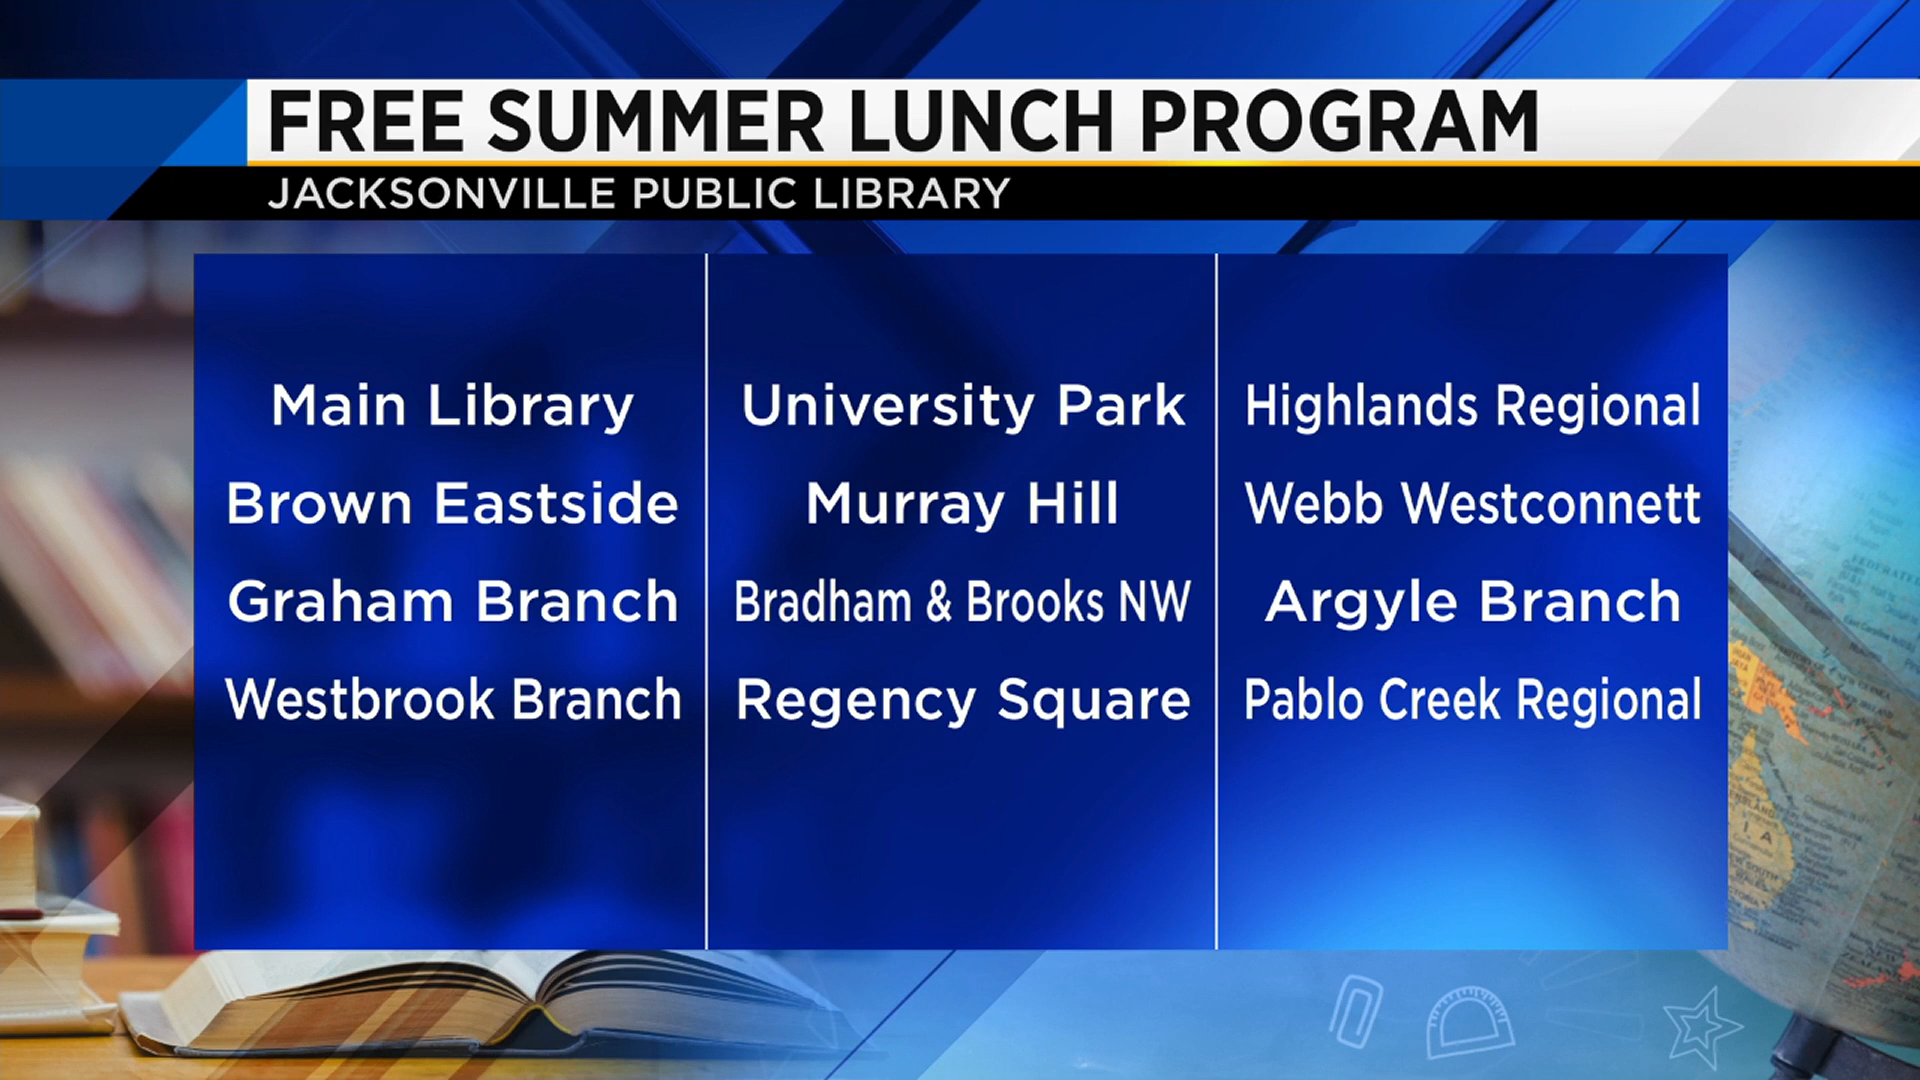 FREE SUMMER LUNCH PROGRAM
JACKSONVILLE PUBLIC LIBRARY
Main Library
Brown Eastside
Graham Branch
Westbrook Branch
University Park
Murray Hill
Bradham & Brooks NW
Regency Square
Highlands Regional
Webb Westconnett
Argyle Branch
Pablo Creek Regional